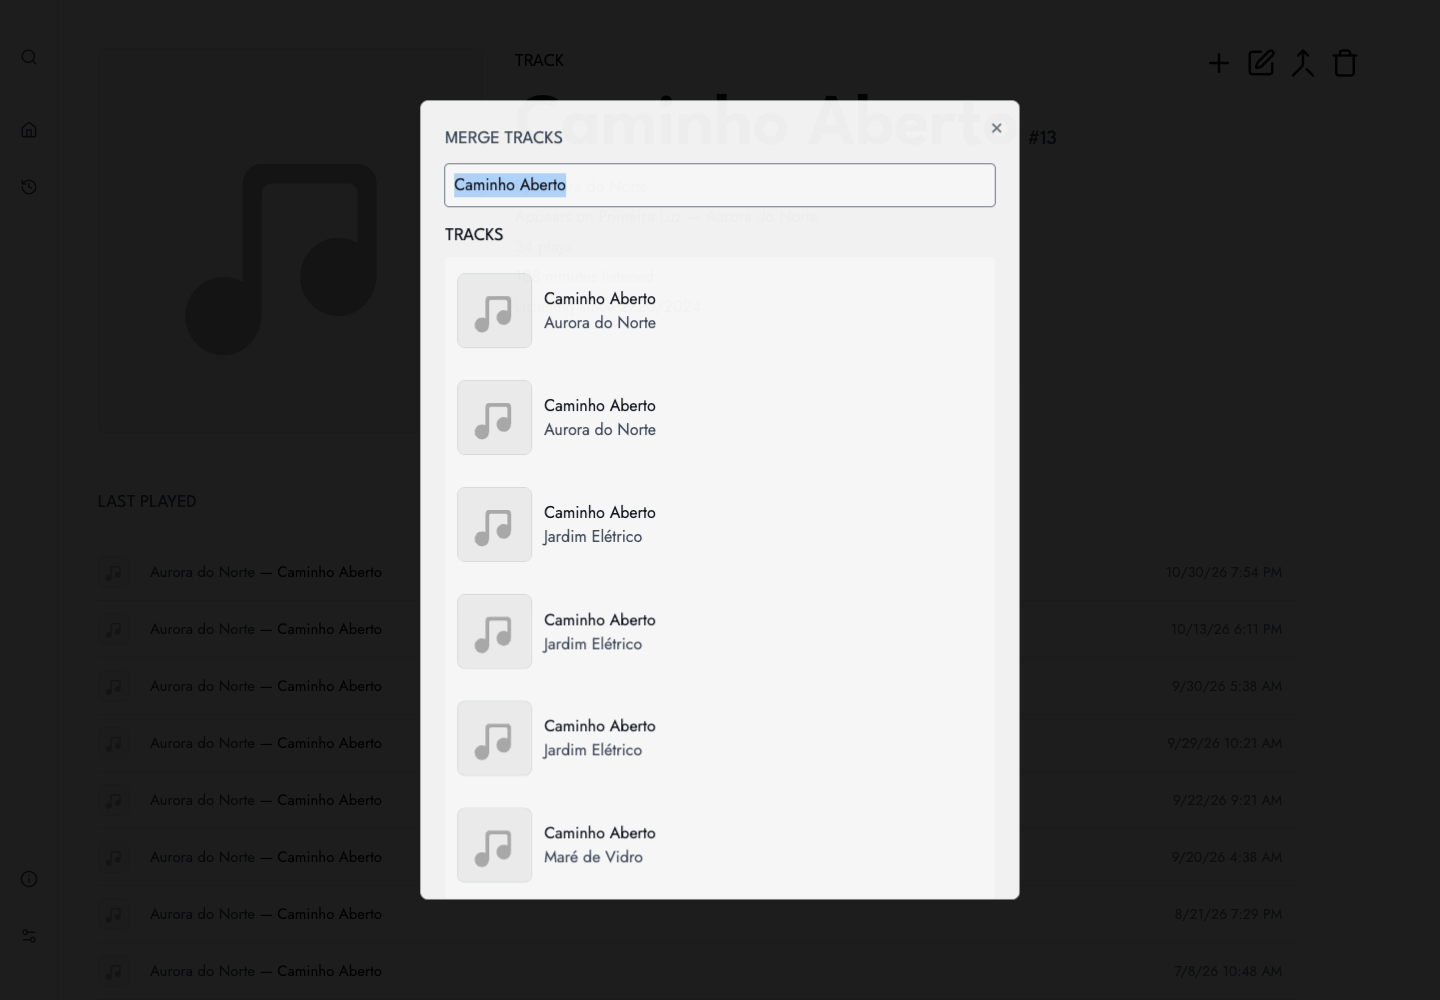 TRACK
Caminho Aberto #13
MERGE TRACKS
Caminho Aberto
TRACKS
Caminho Aberto
Aurora do Norte
Caminho Aberto
Aurora do Norte
Caminho Aberto
Jardim Elétrico
Caminho Aberto
Jardim Elétrico
Caminho Aberto
Jardim Elétrico
Caminho Aberto
Maré de Vidro
LAST PLAYED
Aurora do Norte — Caminho Aberto 10/30/26 7:54 PM
Aurora do Norte — Caminho Aberto 10/13/26 6:11 PM
Aurora do Norte — Caminho Aberto 9/30/26 5:38 AM
Aurora do Norte — Caminho Aberto 9/29/26 10:21 AM
Aurora do Norte — Caminho Aberto 9/22/26 9:21 AM
Aurora do Norte — Caminho Aberto 9/20/26 4:38 AM
Aurora do Norte — Caminho Aberto 8/21/26 7:29 PM
Aurora do Norte — Caminho Aberto 7/8/26 10:48 AM